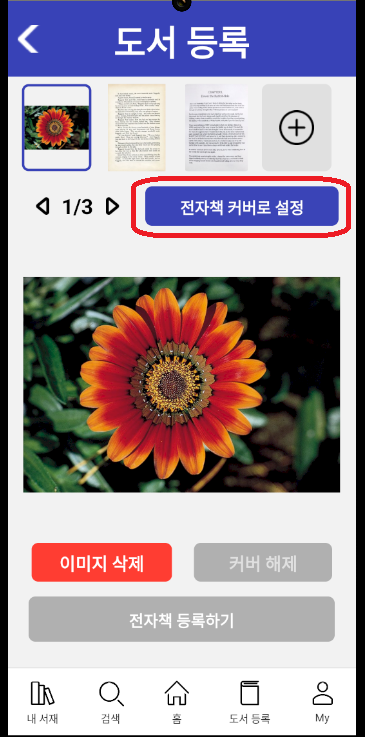 도서 등록
1/3
전자책 커버로 설정
이미지 삭제
커버 해제
전자책 등록하기
내 서재
검색
홈
도서 등록
My